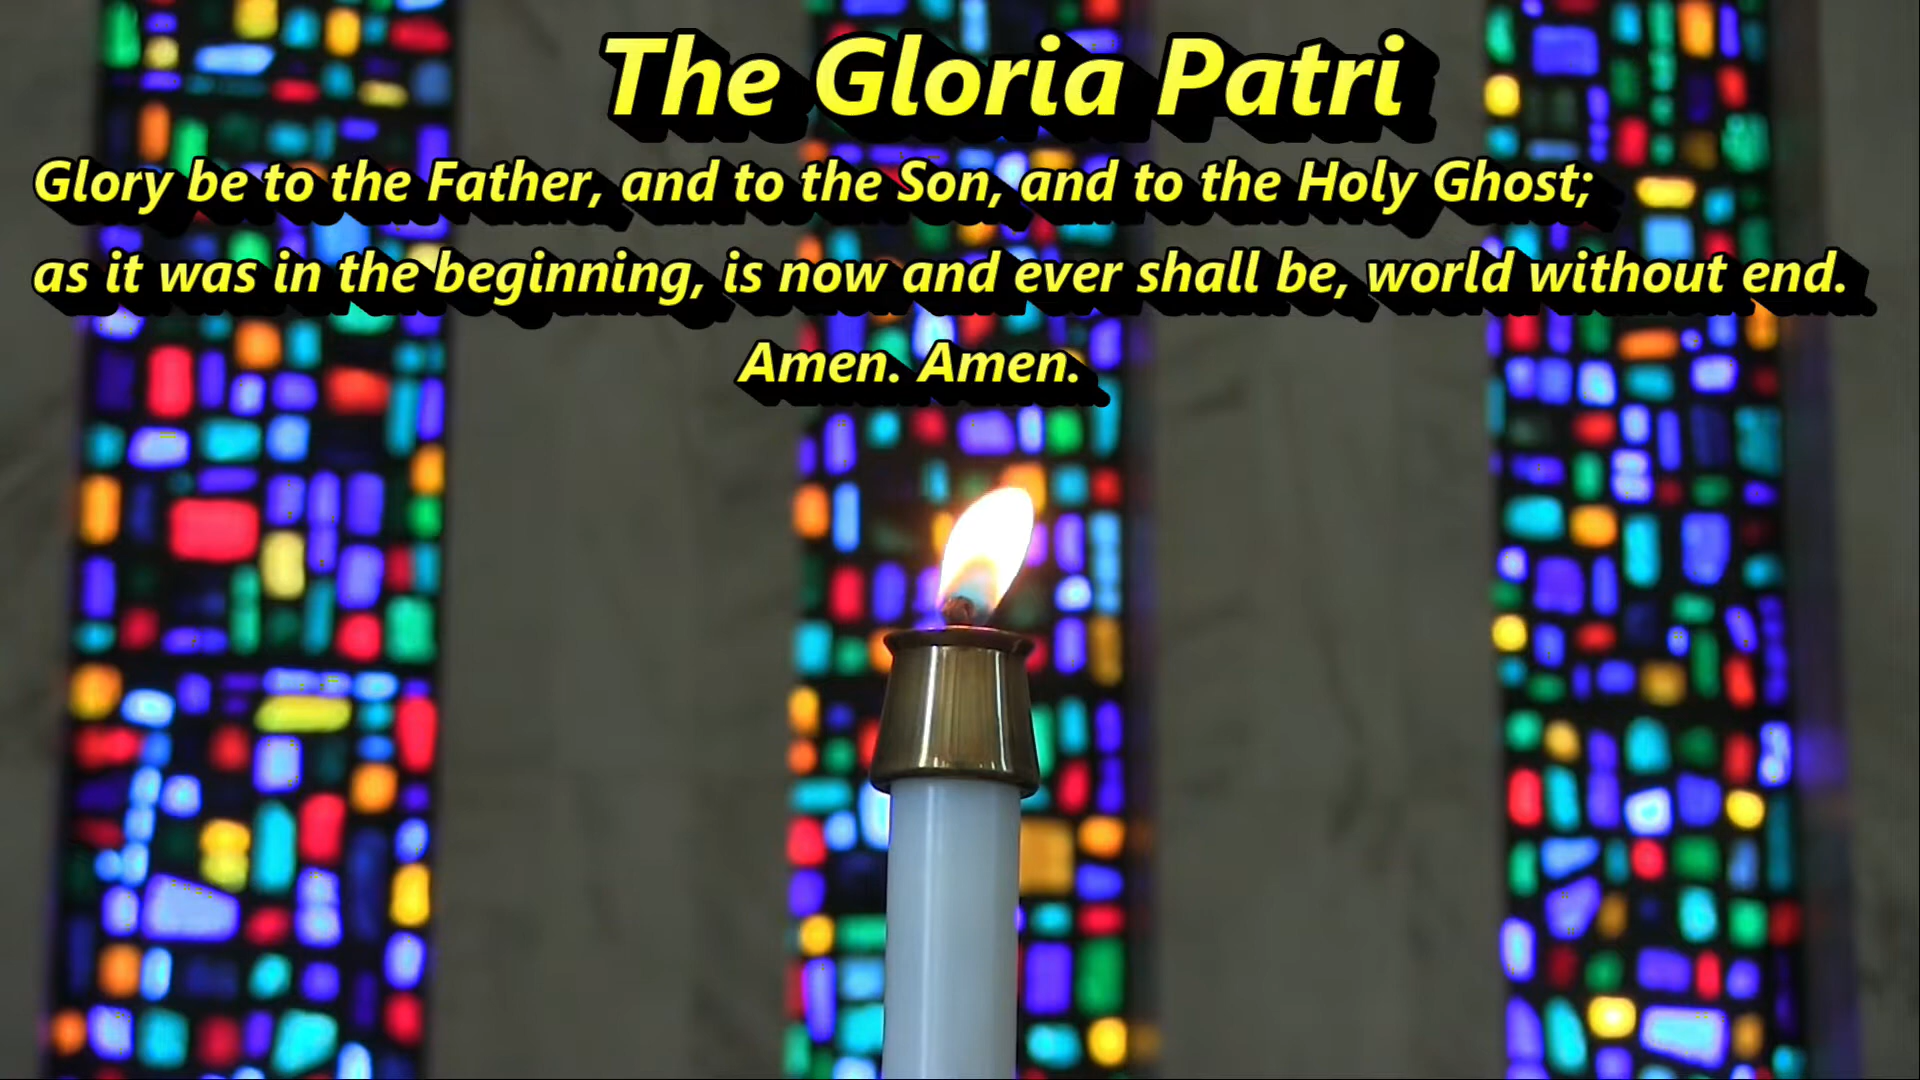 The Gloria Patri
Glory be to the Father, and to the Son, and to the Holy Ghost;
as it was in the beginning, is now and ever shall be, world without end.
Amen. Amen.